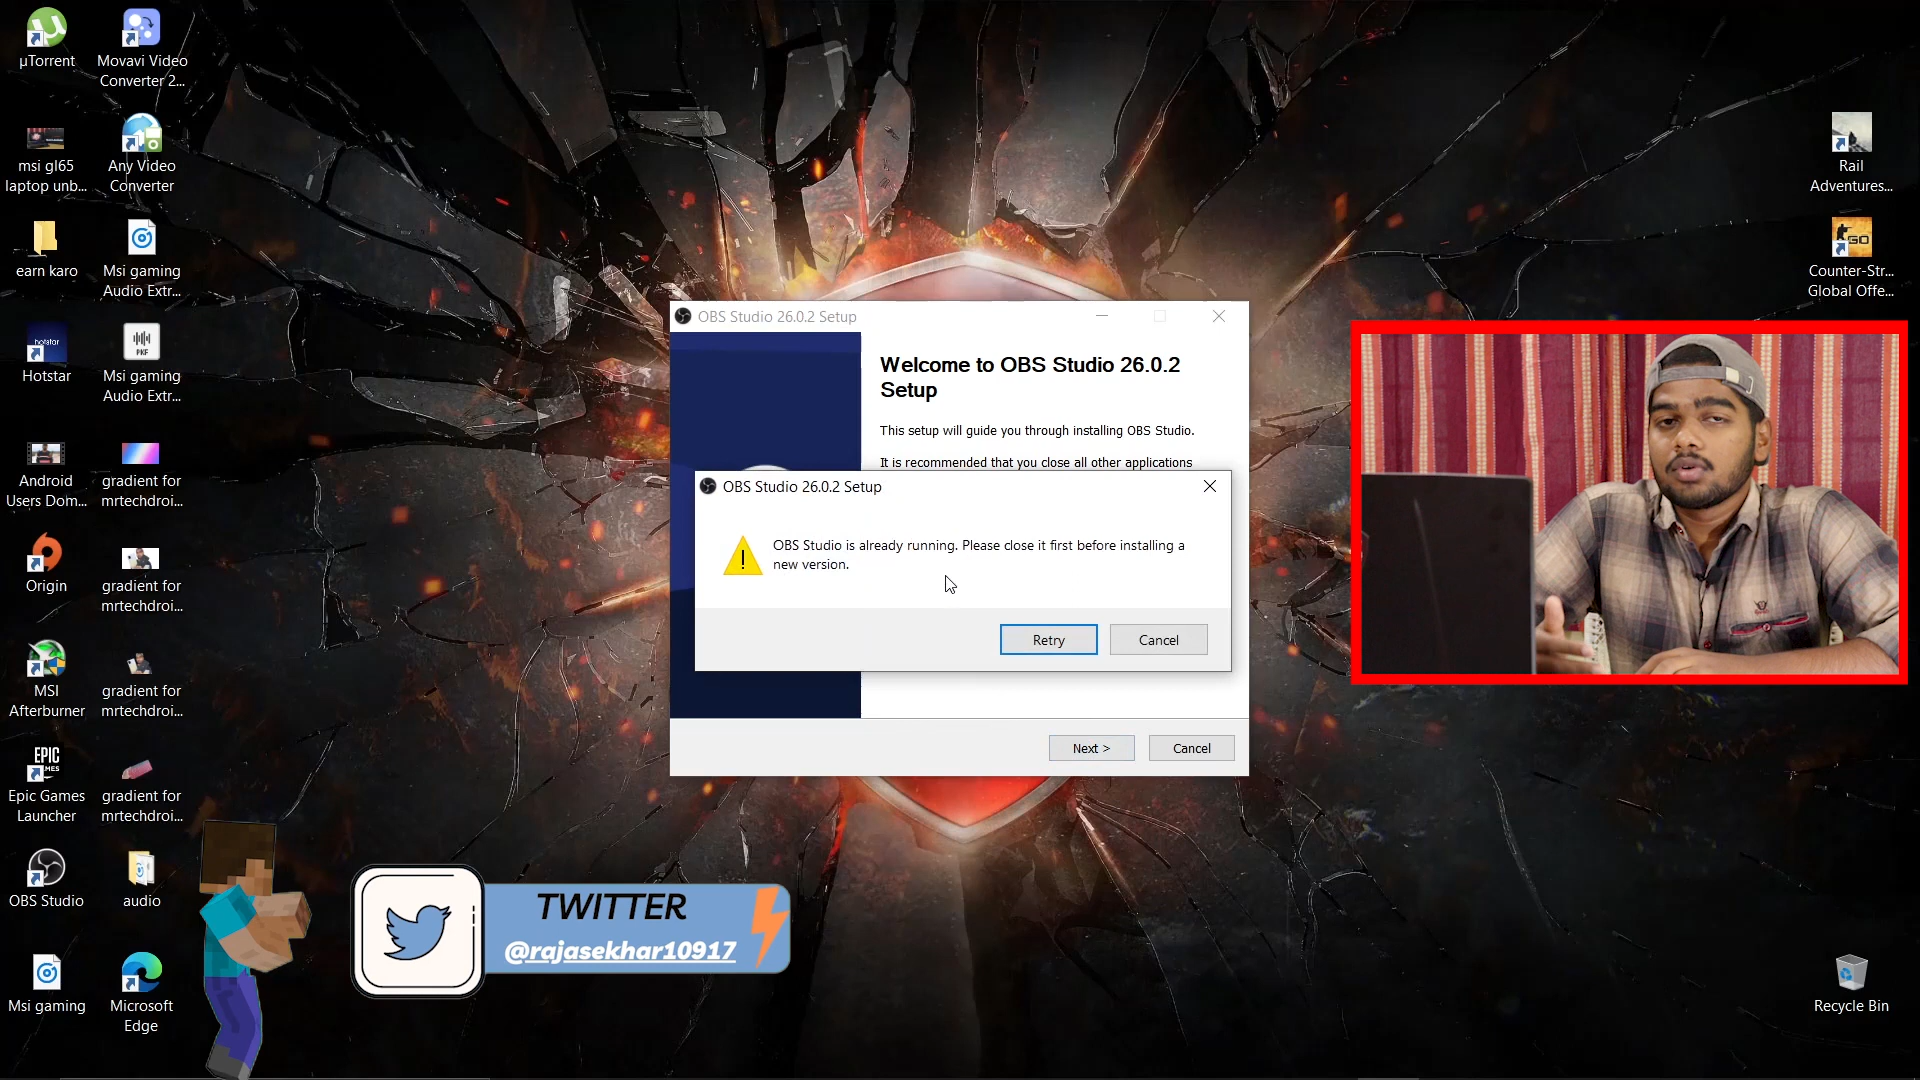 µTorrent
Movavi Video
Converter 2...
msi gl65
laptop unb...
Any Video
Converter
earn karo
Msi gaming
Audio Extr...
hotstar
Hotstar
PKF
Msi gaming
Audio Extr...
Android
Users Dom...
gradient for
mrtechdroi...
Origin
gradient for
mrtechdroi...
MSI
Afterburner
gradient for
mrtechdroi...
EPIC
Epic Games
Launcher
gradient for
mrtechdroi...
OBS Studio
audio
Msi gaming
Microsoft
Edge
OBS Studio 26.0.2 Setup
Welcome to OBS Studio 26.0.2
Setup
This setup will guide you through installing OBS Studio.
It is recommended that you close all other applications
OBS Studio 26.0.2 Setup
OBS Studio is already running. Please close it first before installing a
new version.
Retry
Cancel
Next >
Cancel
TWITTER
@rajasekhar10917
Rail
Adventures...
GO
Counter-Str...
Global Offe...
Recycle Bin